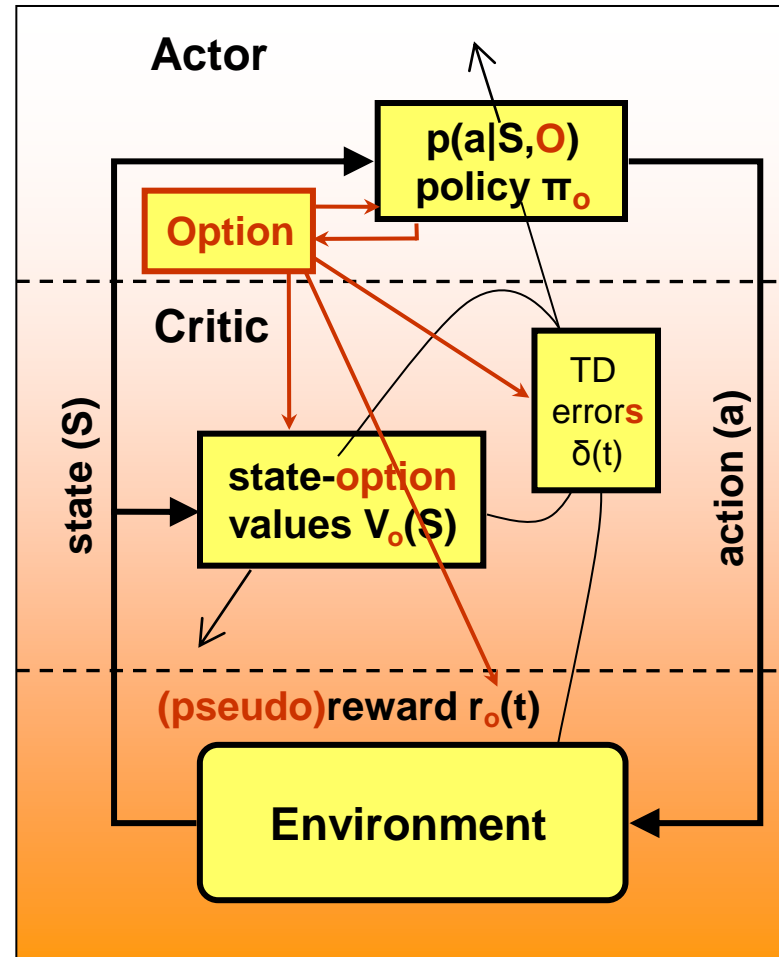 Actor
p(a|S,O)
policy πₒ
Option
Critic
TD
errors
δ(t)
state-option
values Vₒ(S)
state (S)
action (a)
(pseudo)reward rₒ(t)
Environment